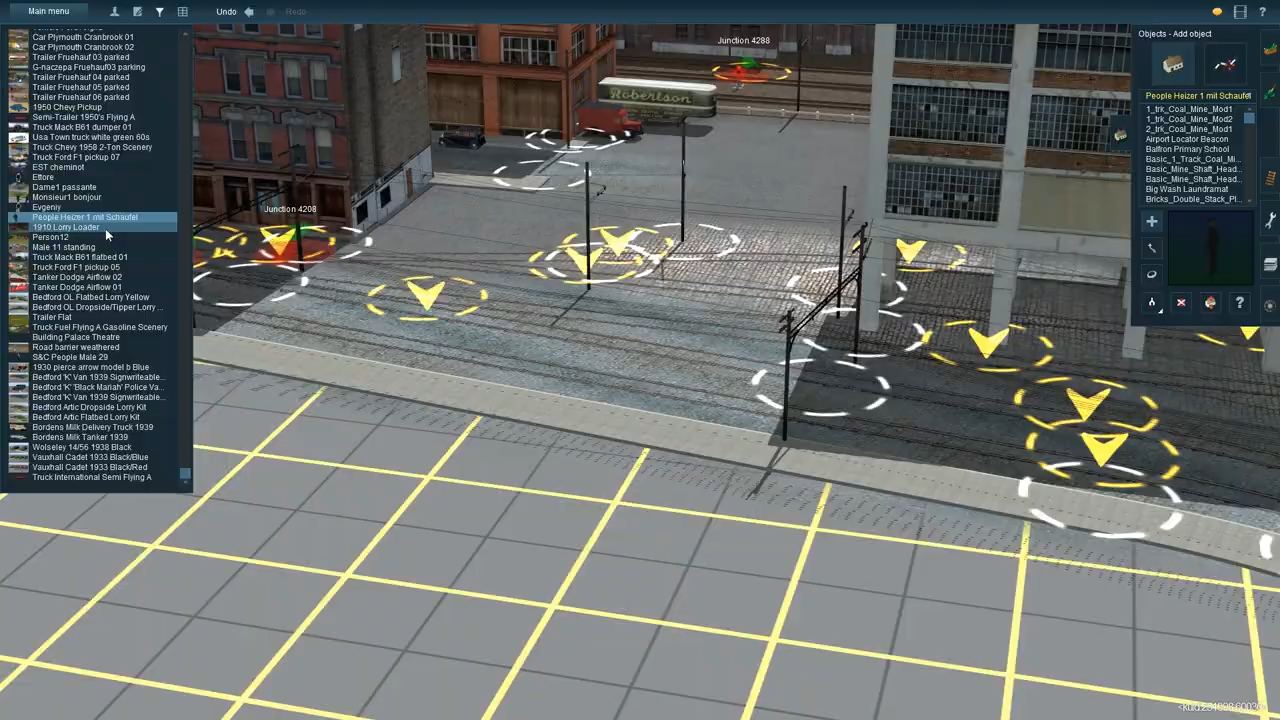 Main menu
Undo
Redo
Car Plymouth Cranbrook 01
Car Plymouth Cranbrook 02
Trailer Fruehauf 03 parked
G-naczepa Fruehauf03 parking
Trailer Fruehauf 04 parked
Trailer Fruehauf 05 parked
Trailer Fruehauf 06 parked
1950 Chevy Pickup
Semi-Trailer 1950's Flying A
Truck Mack B61 dumper 01
Usa Town truck white green 60s
Truck Chevy 1958 2-Ton Scenery
Truck Ford F1 pickup 07
EST cheminot
Ettore
Dame1 passante
Monsieur1 bonjour
Evgeniy
People Heizer 1 mit Schaufel
1910 Lorry Loader
Person12
Male 11 standing
Truck Mack B61 flatbed 01
Truck Ford F1 pickup 05
Tanker Dodge Airflow 02
Tanker Dodge Airflow 01
Bedford OL Flatbed Lorry Yellow
Bedford OL Dropside/Tipper Lorry ...
Trailer Flat
Truck Fuel Flying A Gasoline Scenery
Building Palace Theatre
Road barrier weathered
S&C People Male 29
1930 pierce arrow model b Blue
Bedford 'K' Van 1939 Signwriteable...
Bedford 'K' 'Black Mariah' Police Va...
Bedford 'K' Van 1939 Signwriteable...
Bedford Artic Dropside Lorry Kit
Bedford Artic Flatbed Lorry Kit
Bordens Milk Delivery Truck 1939
Bordens Milk Tanker 1939
Wolseley 14/56 1938 Black
Vauxhall Cadet 1933 Black/Blue
Vauxhall Cadet 1933 Black/Red
Truck International Semi Flying A
Junction 4288
Robertson
Junction 4208
Objects - Add object
People Heizer 1 mit Schaufel
1_trk_Coal_Mine_Mod1
1_trk_Coal_Mine_Mod2
2_trk_Coal_Mine_Mod1
Airport Locator Beacon
Balfron Primary School
Basic_1_Track_Coal_Mi...
Basic_Mine_Shaft_Head...
Basic_Mine_Shaft_Head...
Big Wash Laundramat
Bricks_Double_Stack_Pl...